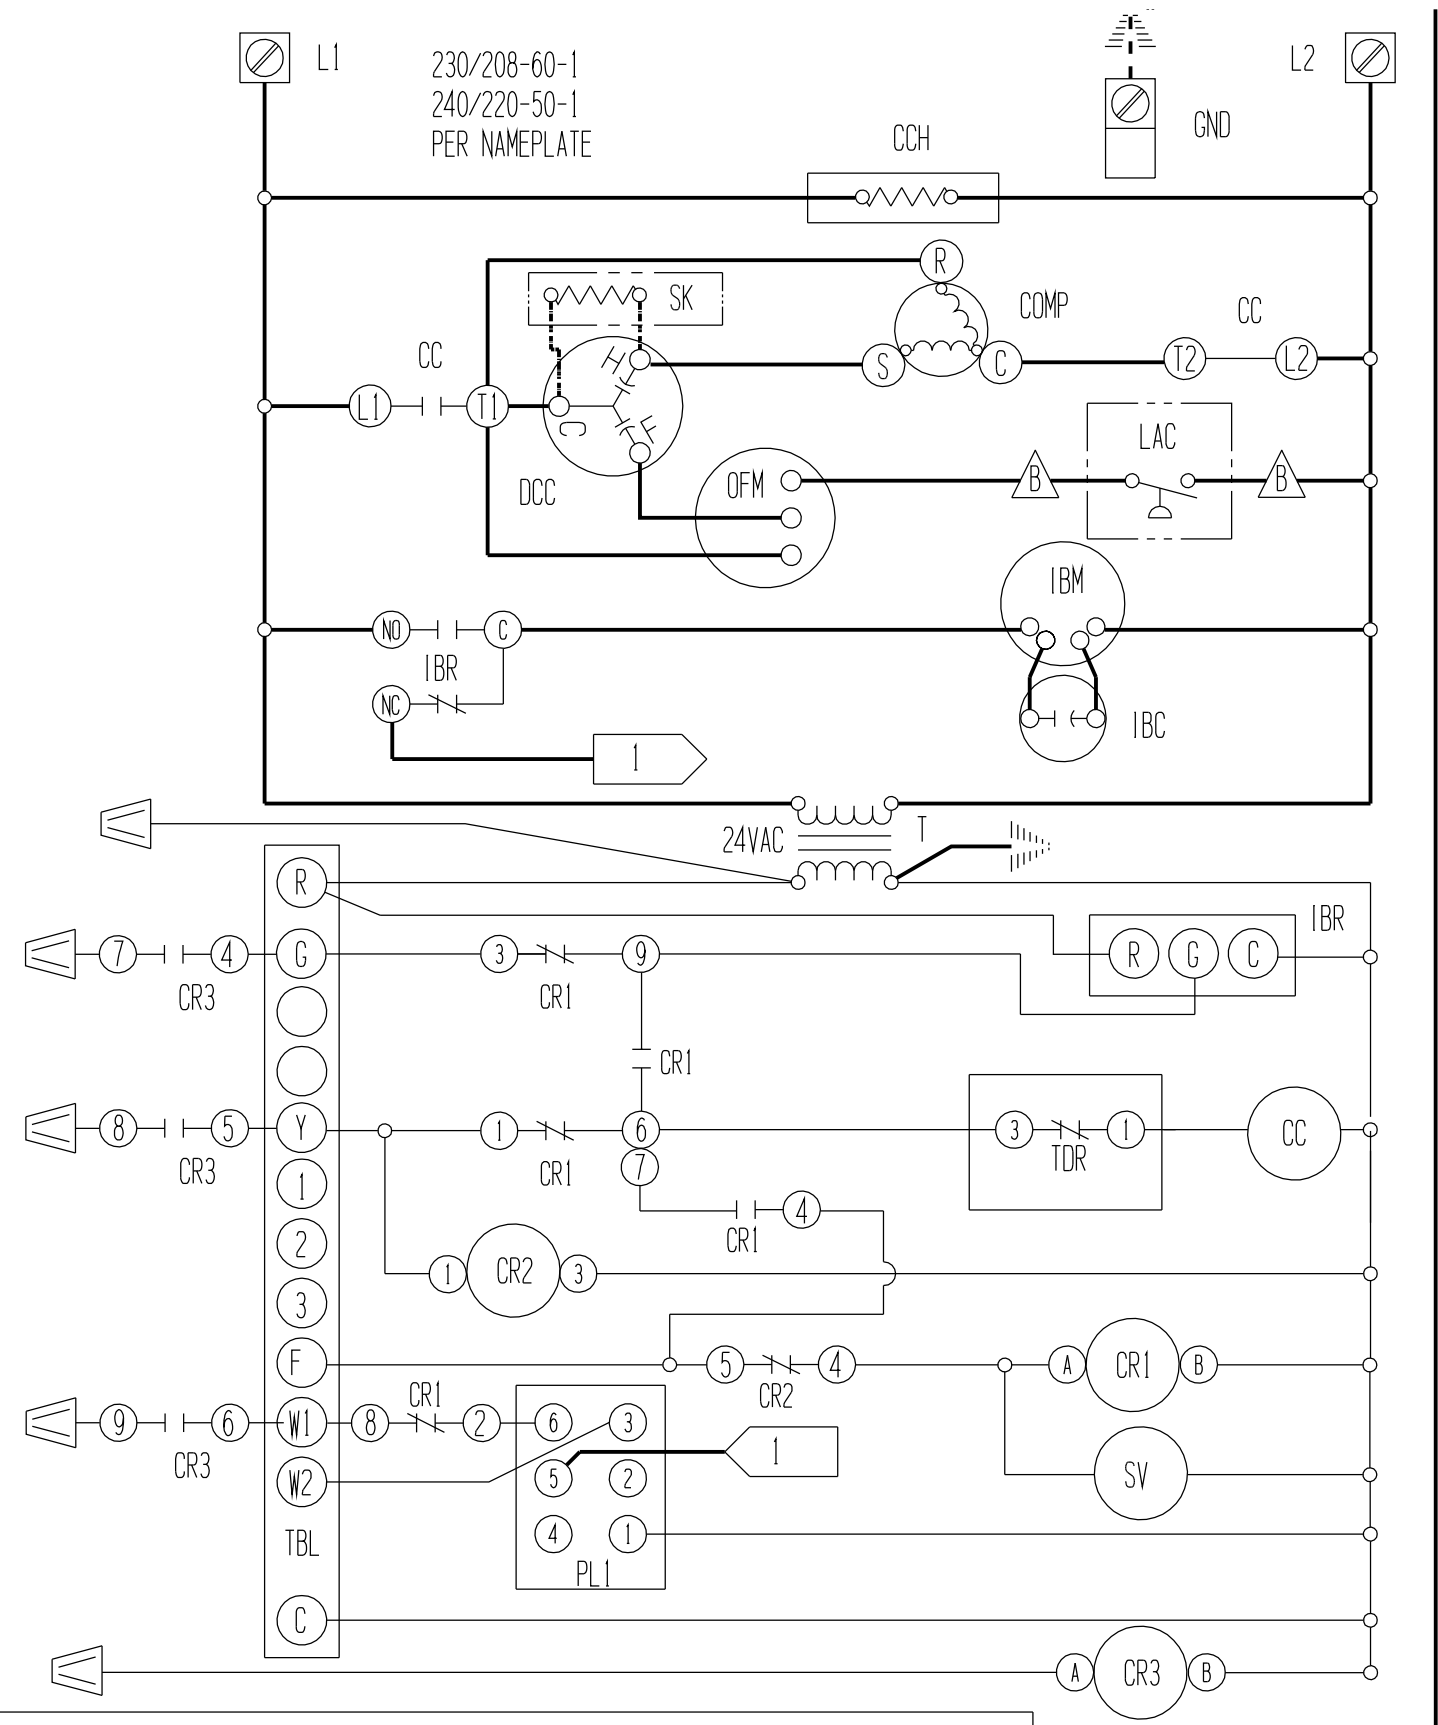 L1
230/208-60-1
240/220-50-1
PER NAMEPLATE
L2
GND
CCH
R
SK
COMP
CC
CC
H
S
C
T2
L2
L1
T1
C
F
LAC
DCC
OFM
B
B
IBM
NO
C
IBR
NC
IBC
1
24VAC
T
R
IBR
7
4
G
3
9
R
G
C
CR3
CR1
CR1
8
5
Y
1
6
3
1
CC
CR3
CR1
7
TDR
1
4
CR1
2
1
CR2
3
3
F
5
4
A
CR1
B
CR1
CR2
9
6
W1
8
2
6
3
CR3
1
W2
5
2
SV
TBL
4
1
PL1
C
A
CR3
B